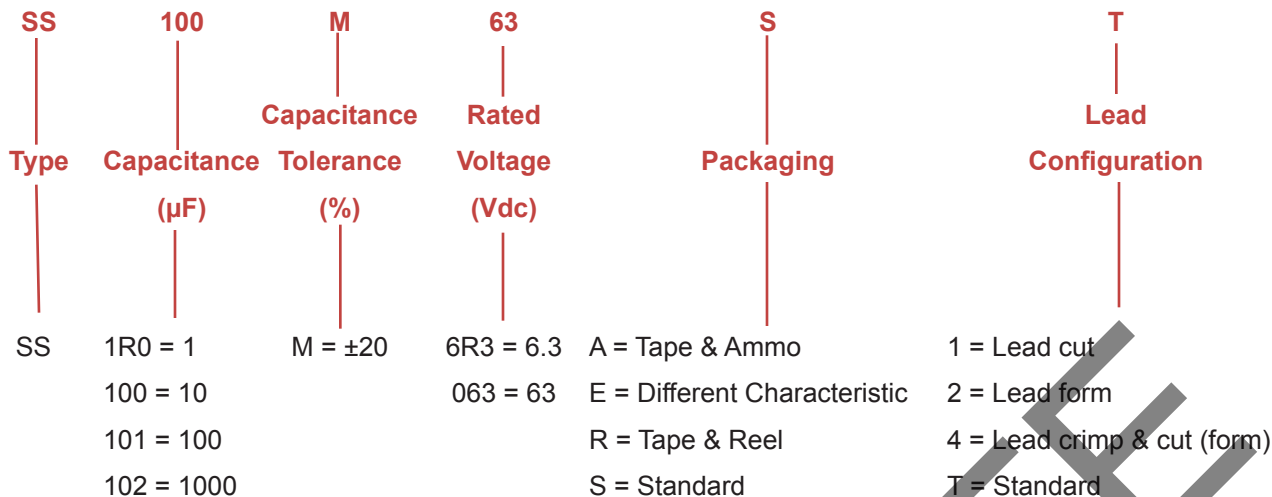 SS 100 M 63 S T
Capacitance Rated Lead
Type Capacitance Tolerance Voltage Packaging Configuration
(µF) (%) (Vdc)
SS 1R0 = 1 M = ±20 6R3 = 6.3 A = Tape & Ammo 1 = Lead cut
100 = 10 063 = 63 E = Different Characteristic 2 = Lead form
101 = 100 R = Tape & Reel 4 = Lead crimp & cut (form)
102 = 1000 S = Standard T = Standard